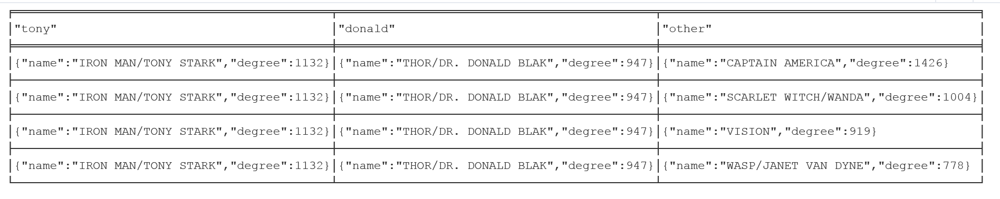 "tony" "donald" "other"
{"name":"IRON MAN/TONY STARK","degree":1132} {"name":"THOR/DR. DONALD BLAK","degree":947} {"name":"CAPTAIN AMERICA","degree":1426}
{"name":"IRON MAN/TONY STARK","degree":1132} {"name":"THOR/DR. DONALD BLAK","degree":947} {"name":"SCARLET WITCH/WANDA","degree":1004}
{"name":"IRON MAN/TONY STARK","degree":1132} {"name":"THOR/DR. DONALD BLAK","degree":947} {"name":"VISION","degree":919}
{"name":"IRON MAN/TONY STARK","degree":1132} {"name":"THOR/DR. DONALD BLAK","degree":947} {"name":"WASP/JANET VAN DYNE","degree":778}